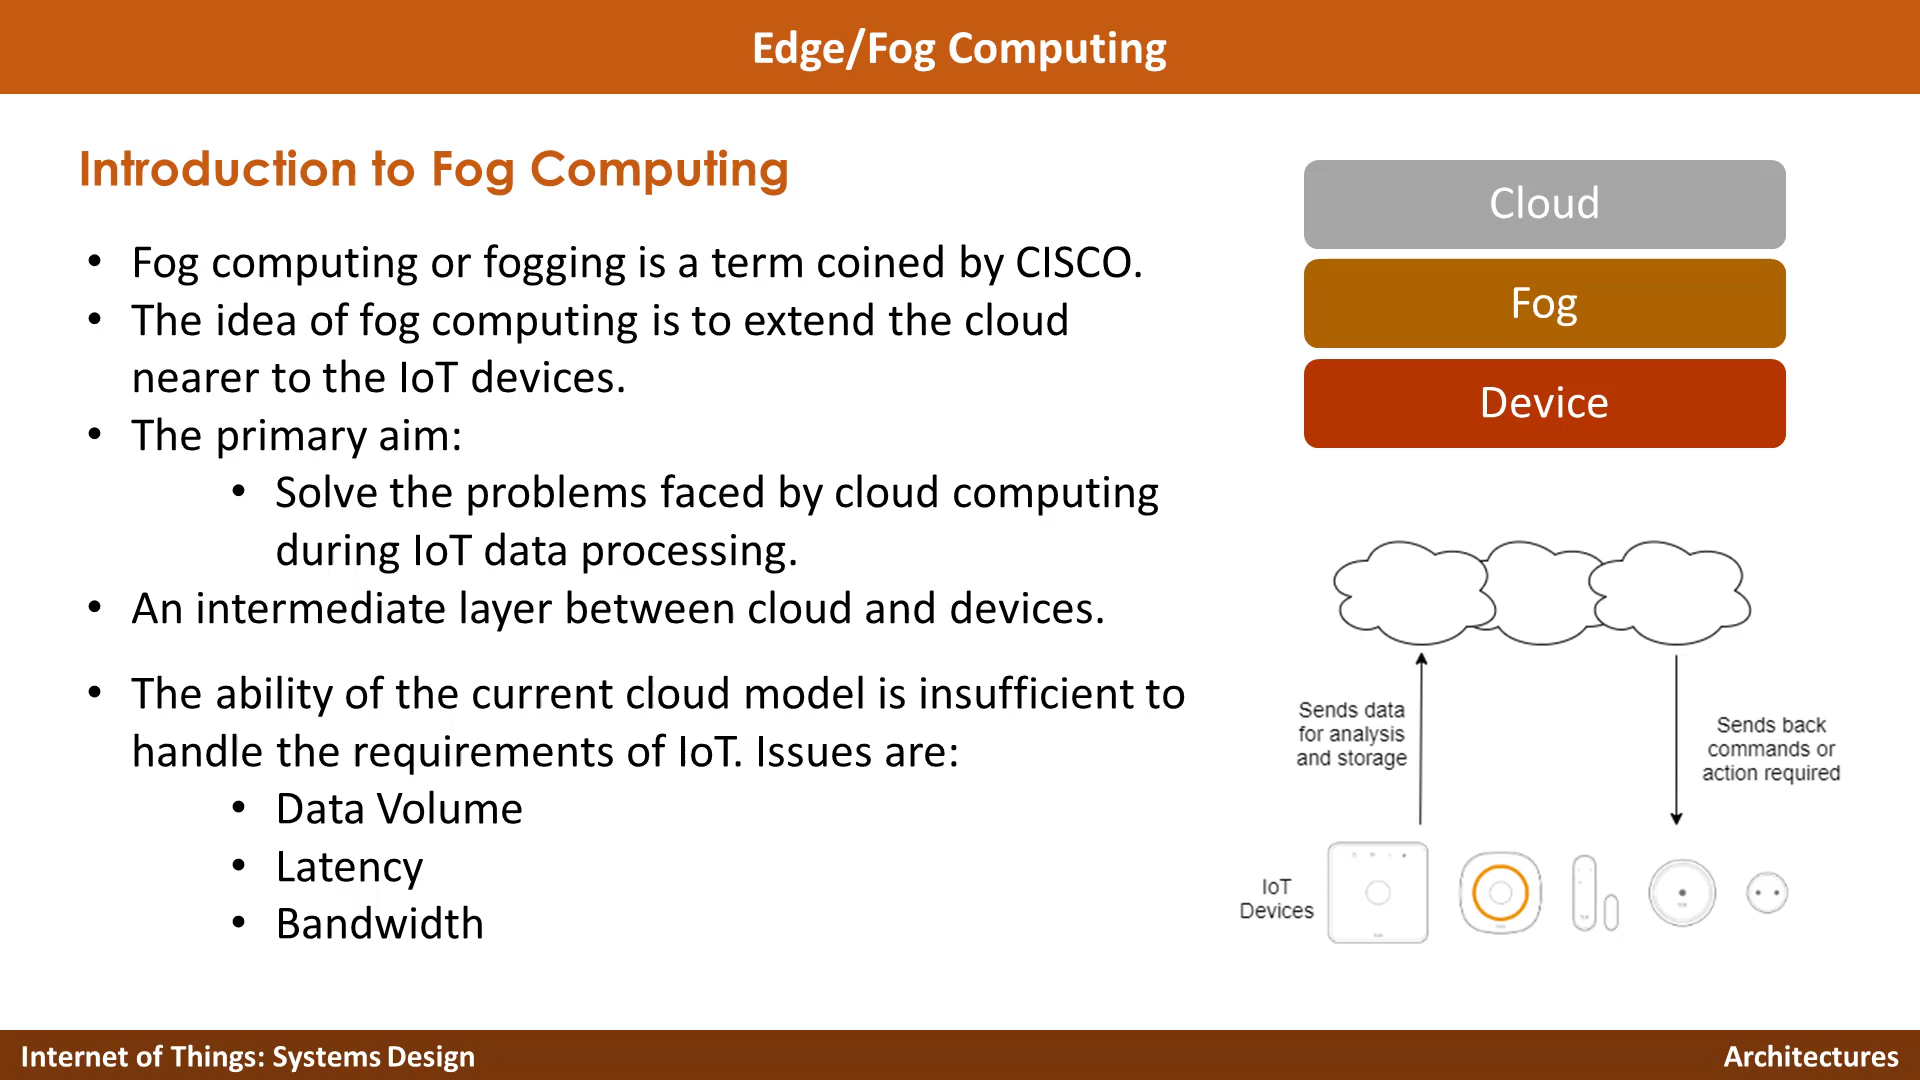 Edge/Fog Computing
Introduction to Fog Computing
• Fog computing or fogging is a term coined by CISCO.
• The idea of fog computing is to extend the cloud
nearer to the IoT devices.
• The primary aim:
• Solve the problems faced by cloud computing
during IoT data processing.
• An intermediate layer between cloud and devices.
• The ability of the current cloud model is insufficient to
handle the requirements of IoT. Issues are:
• Data Volume
• Latency
• Bandwidth
Cloud
Fog
Device
Sends data
for analysis
and storage
Sends back
commands or
action required
IoT
Devices
Internet of Things: Systems Design
Architectures